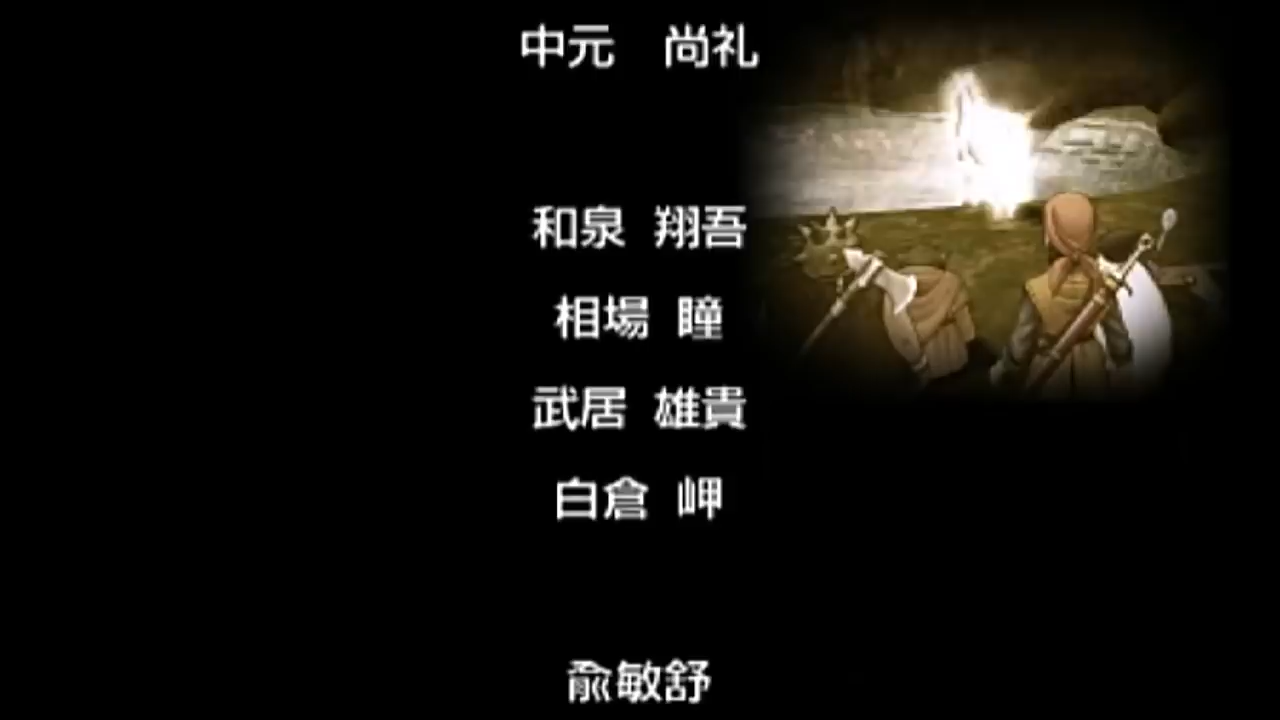 中元　尚礼
和泉 翔吾
相場 瞳
武居 雄貴
白倉 岬
兪敏舒